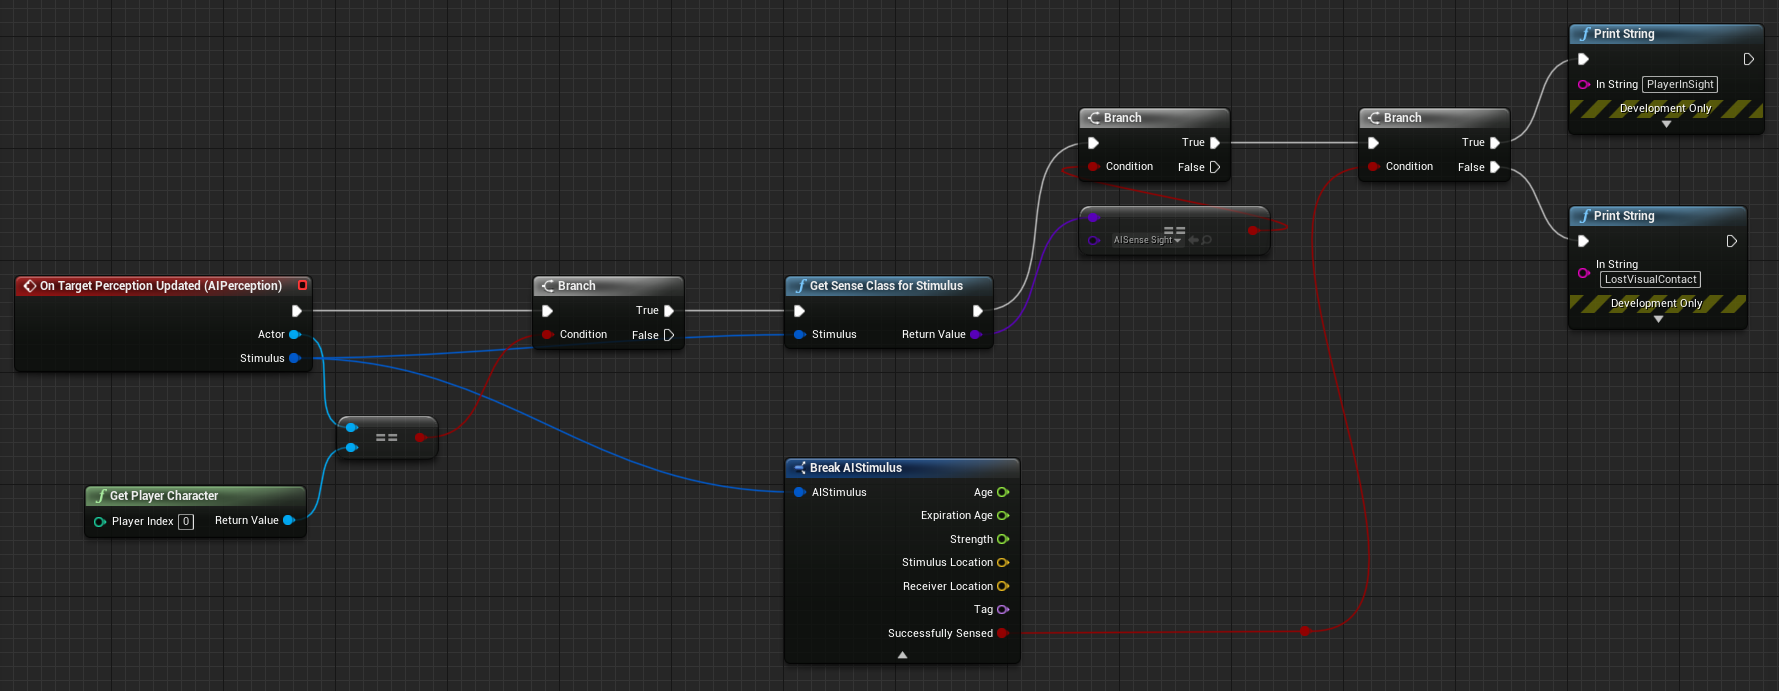 On Target Perception Updated (AIPerception)
Actor
Stimulus
Get Player Character
Player Index 0 Return Value
==
Branch
True
Condition False
Get Sense Class for Stimulus
Stimulus Return Value
Break AIStimulus
AIStimulus Age
Expiration Age
Strength
Stimulus Location
Receiver Location
Tag
Successfully Sensed
Branch
True
Condition False
==
AISense Sight
Branch
True
Condition False
Print String
In String PlayerInSight
Development Only
Print String
In String
LostVisualContact
Development Only